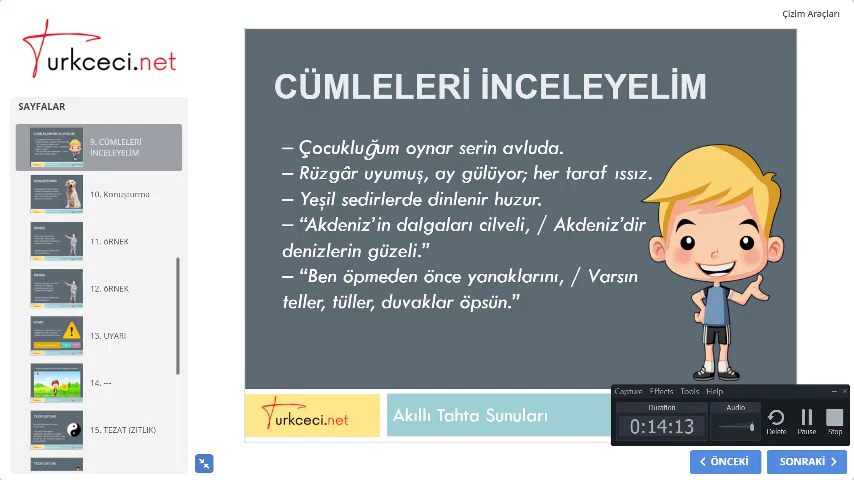 Çizim Araçları
Turkceci.net
SAYFALAR
9. CÜMLELERİ
İNCELEYELİM
10. Konuşturma
11. ÖRNEK
12. ÖRNEK
13. UYARI
14. ---
15. TEZAT (ZITLIK)
CÜMLELERİ İNCELEYELİM
– Çocukluğum oynar serin avluda.
– Rüzgâr uyumuş, ay gülüyor; her taraf ıssız.
– Yeşil sedirlerde dinlenir huzur.
– “Akdeniz’in dalgaları cilveli, / Akdeniz’dir
denizlerin güzeli.”
– “Ben öpmeden önce yanaklarını, / Varsın
teller, tüller, duvaklar öpsün.”
Turkceci.net
Akıllı Tahta Sunuları
Capture Effects Tools Help
Duration
0:14:13
Audio
Delete
Pause
Stop
ÖNCEKİ
SONRAKİ